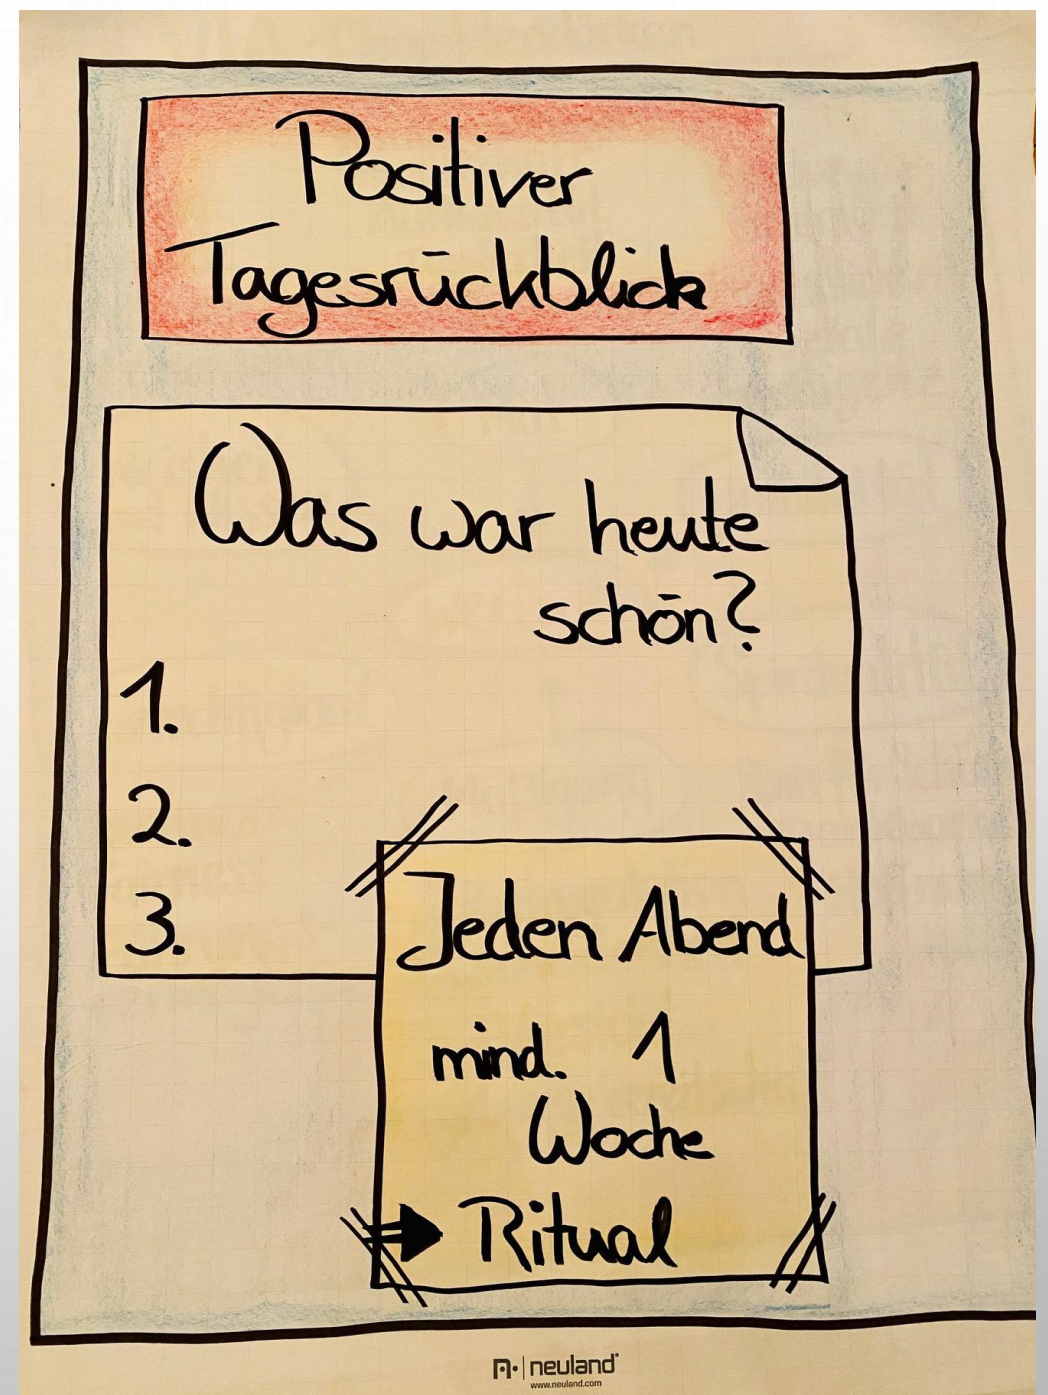 Positiver
Tagesrückblick
Was war heute
schön?
1.
2.
3.
Jeden Abend
mind. 1
Woche
⇒ Ritual
neuland®
www.neuland.com